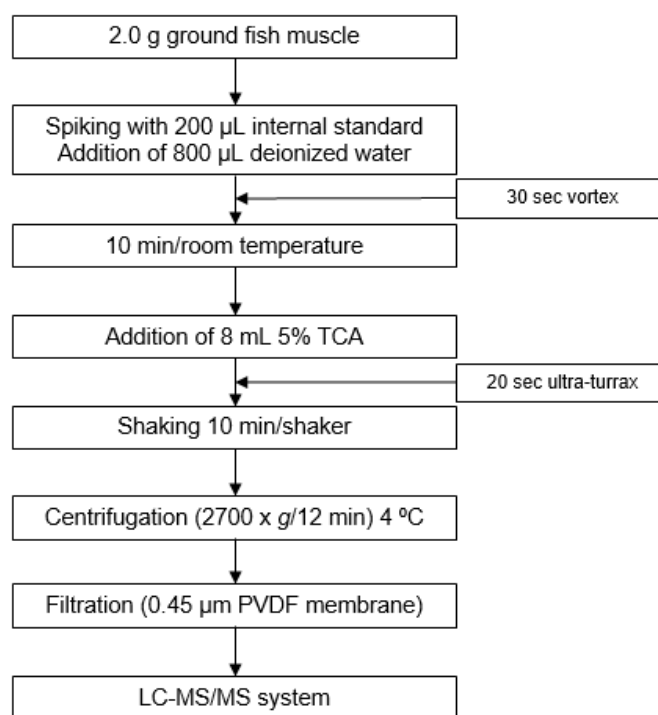 2.0 g ground fish muscle
Spiking with 200 µL internal standard
Addition of 800 µL deionized water
30 sec vortex
10 min/room temperature
Addition of 8 mL 5% TCA
20 sec ultra-turrax
Shaking 10 min/shaker
Centrifugation (2700 x g/12 min) 4 ºC
Filtration (0.45 µm PVDF membrane)
LC-MS/MS system